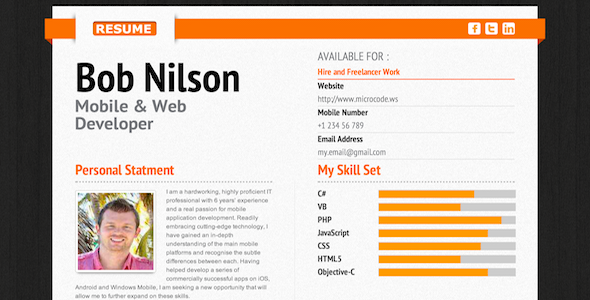 RESUME
Bob Nilson
Mobile & Web
Developer
AVAILABLE FOR :
Hire and Freelancer Work
Website
http://www.microcode.ws
Mobile Number
+1 234 56 789
Email Address
my.email@gmail.com
Personal Statment
I am a hardworking, highly proficient IT
professional with 6 years' experience
and a real passion for mobile
application development. Readily
embracing cutting-edge technology, I
have gained an in-depth
understanding of the main mobile
platforms and recognise the subtle
differences between each. Having
helped develop a series of
commercially successful apps on iOS,
Android and Windows Mobile, I am seeking a new opportunity that will
allow me to further expand on these skills.
My Skill Set
C#
VB
PHP
JavaScript
CSS
HTML5
Objective-C